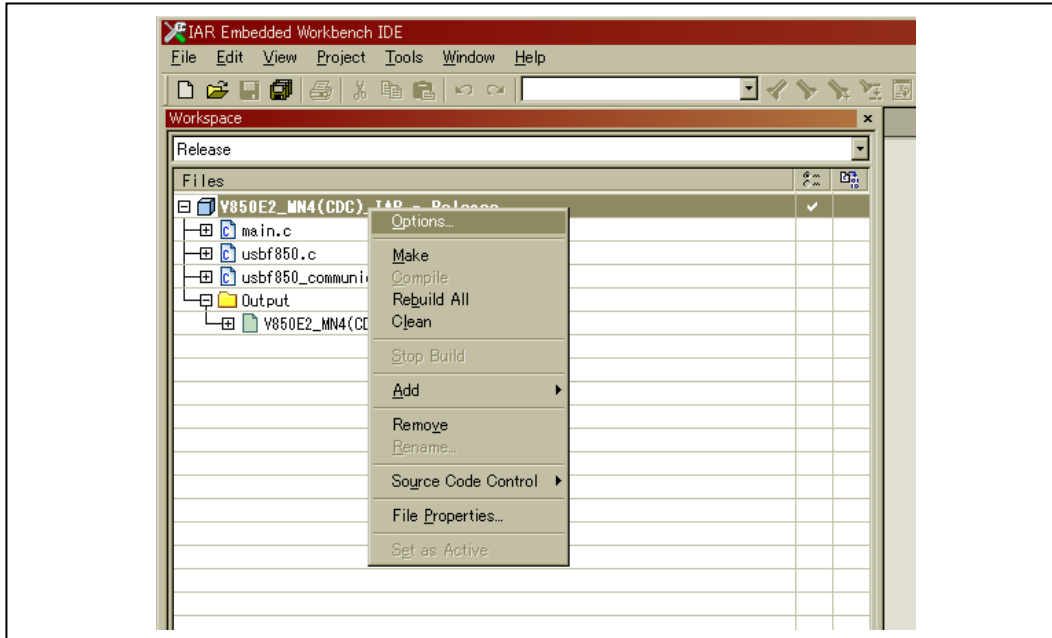 IAR Embedded Workbench IDE
File Edit View Project Tools Window Help
Workspace
Release
Files
V850E2_MN4(CDC)_IAR - Release
main.c
usbf850.c
usbf850_communi
Output
V850E2_MN4(CD
Options...
Make
Compile
Rebuild All
Clean
Stop Build
Add
Remove
Rename...
Source Code Control
File Properties...
Set as Active